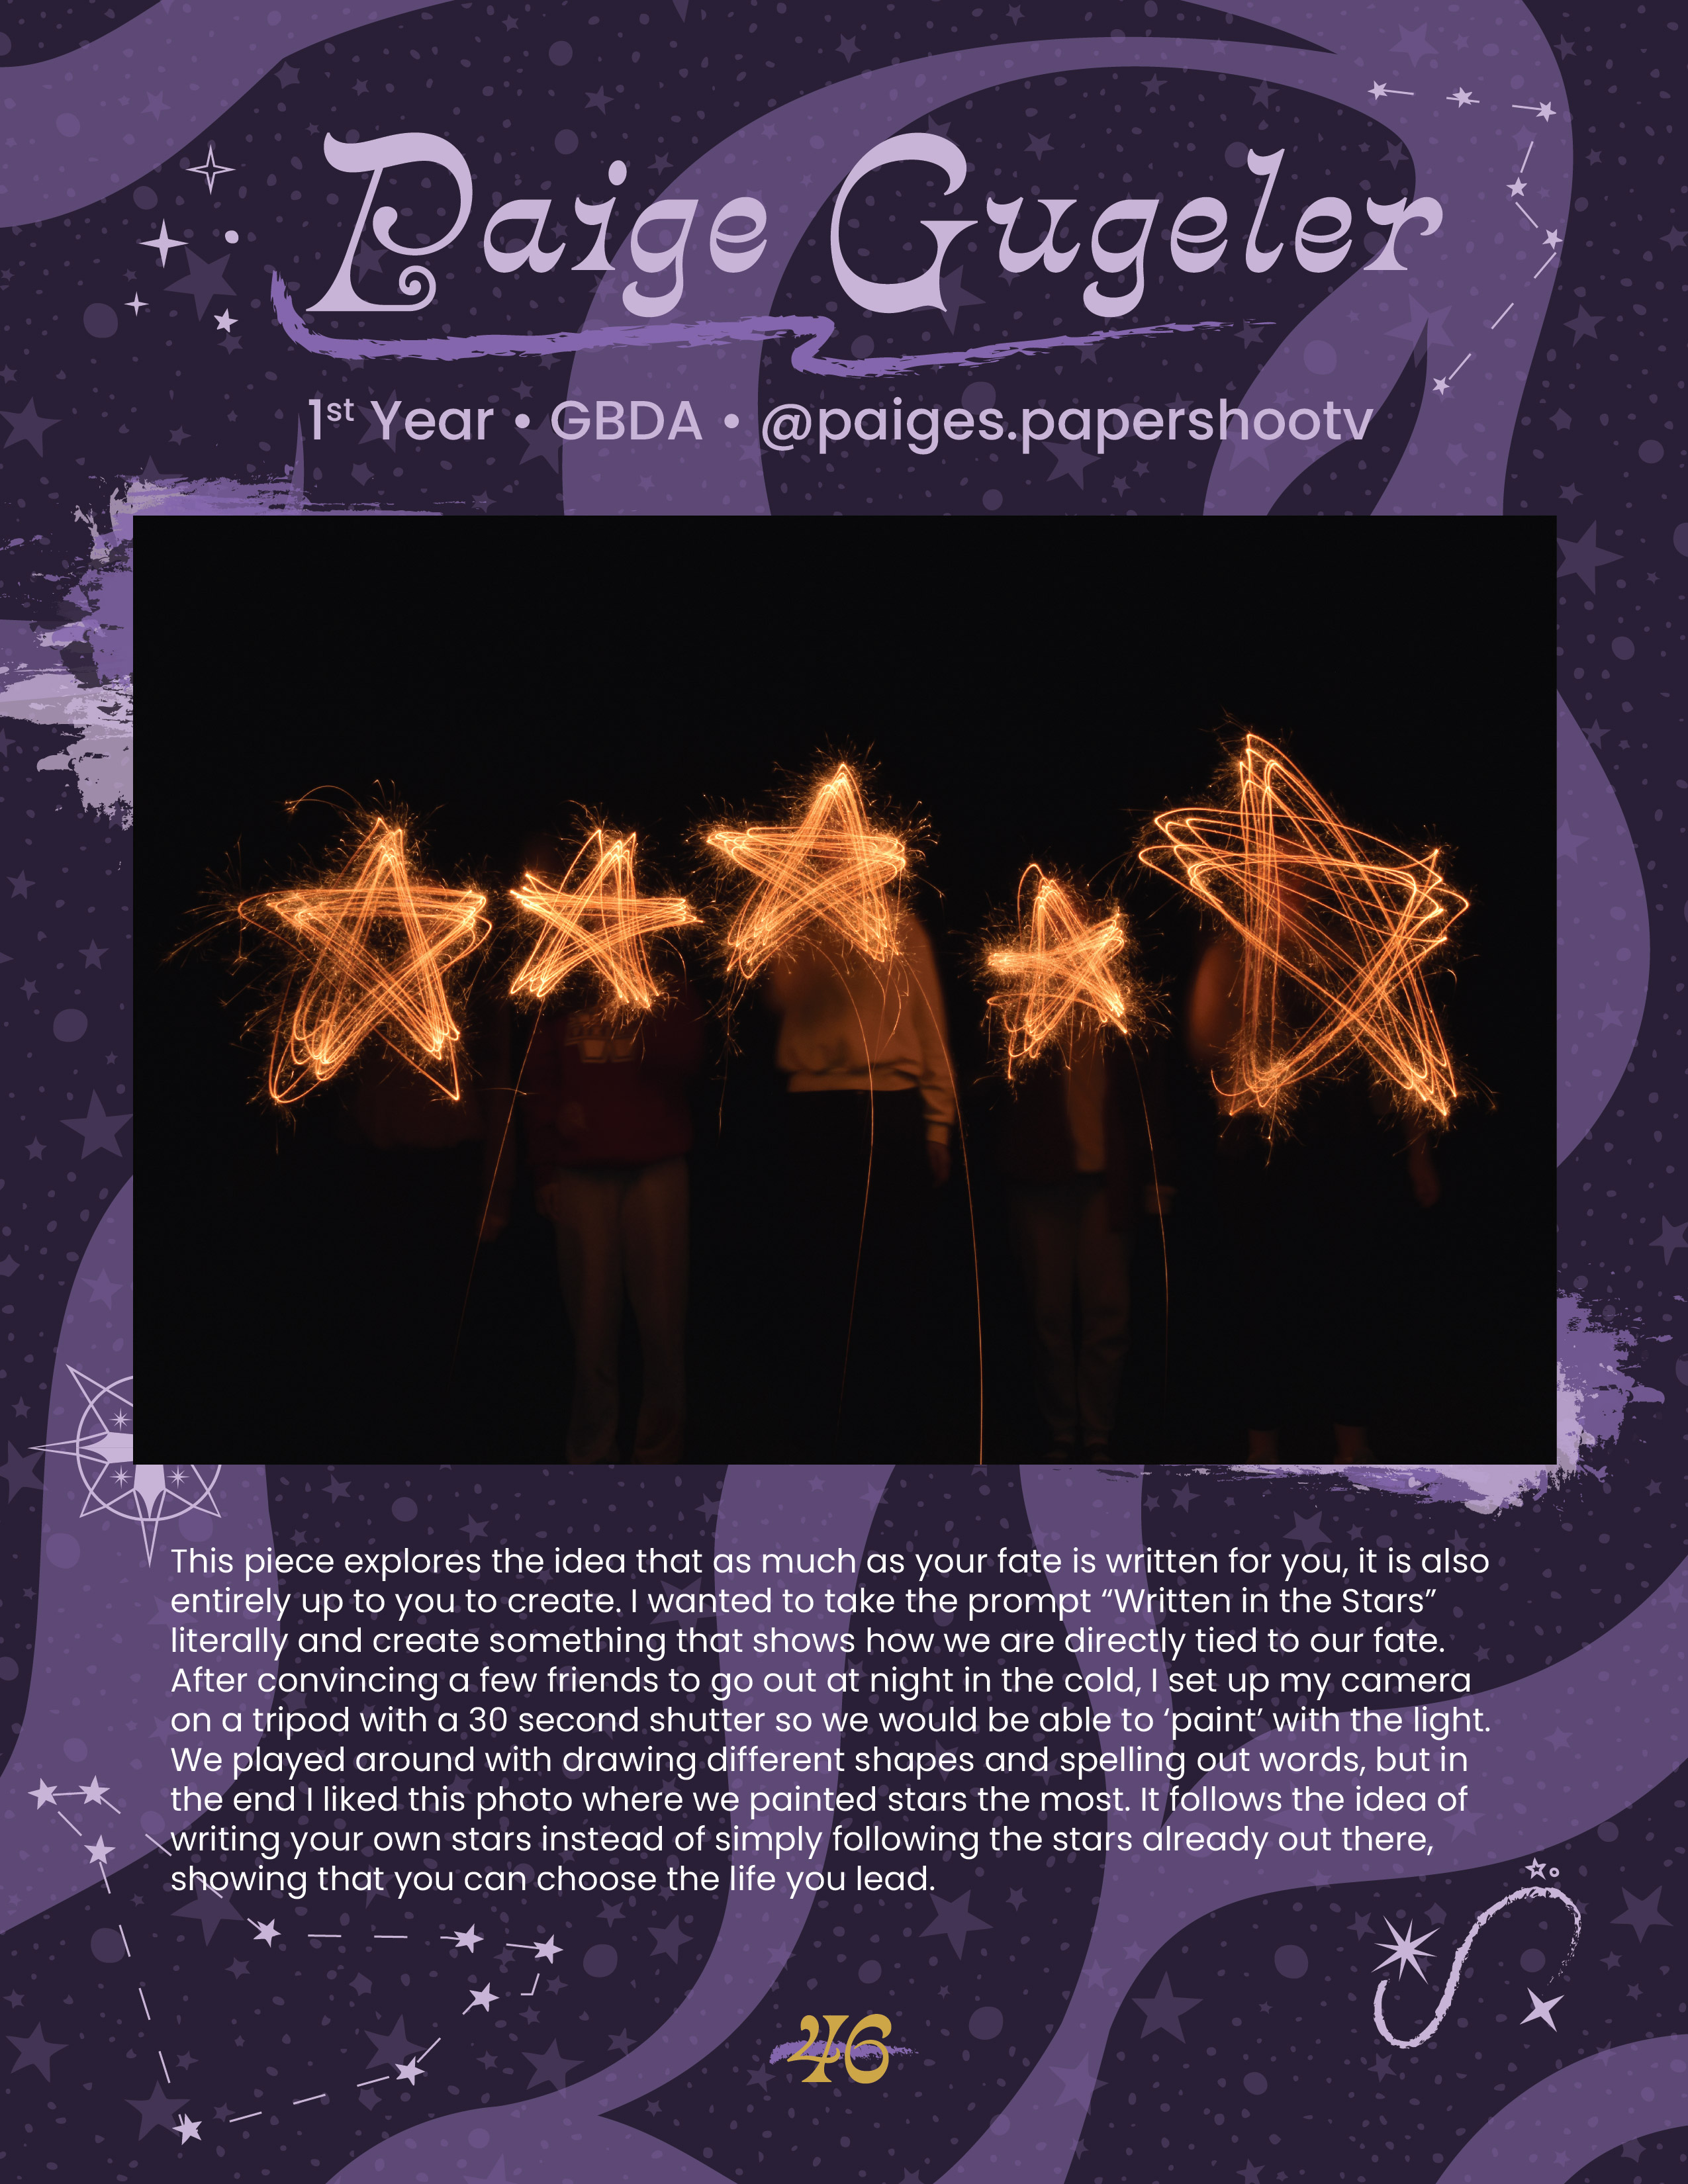 Paige Gugeler
1st Year • GBDA • @paiges.papershootv
This piece explores the idea that as much as your fate is written for you, it is also
entirely up to you to create. I wanted to take the prompt “Written in the Stars”
literally and create something that shows how we are directly tied to our fate.
After convincing a few friends to go out at night in the cold, I set up my camera
on a tripod with a 30 second shutter so we would be able to ‘paint’ with the light.
We played around with drawing different shapes and spelling out words, but in
the end I liked this photo where we painted stars the most. It follows the idea of
writing your own stars instead of simply following the stars already out there,
showing that you can choose the life you lead.
46